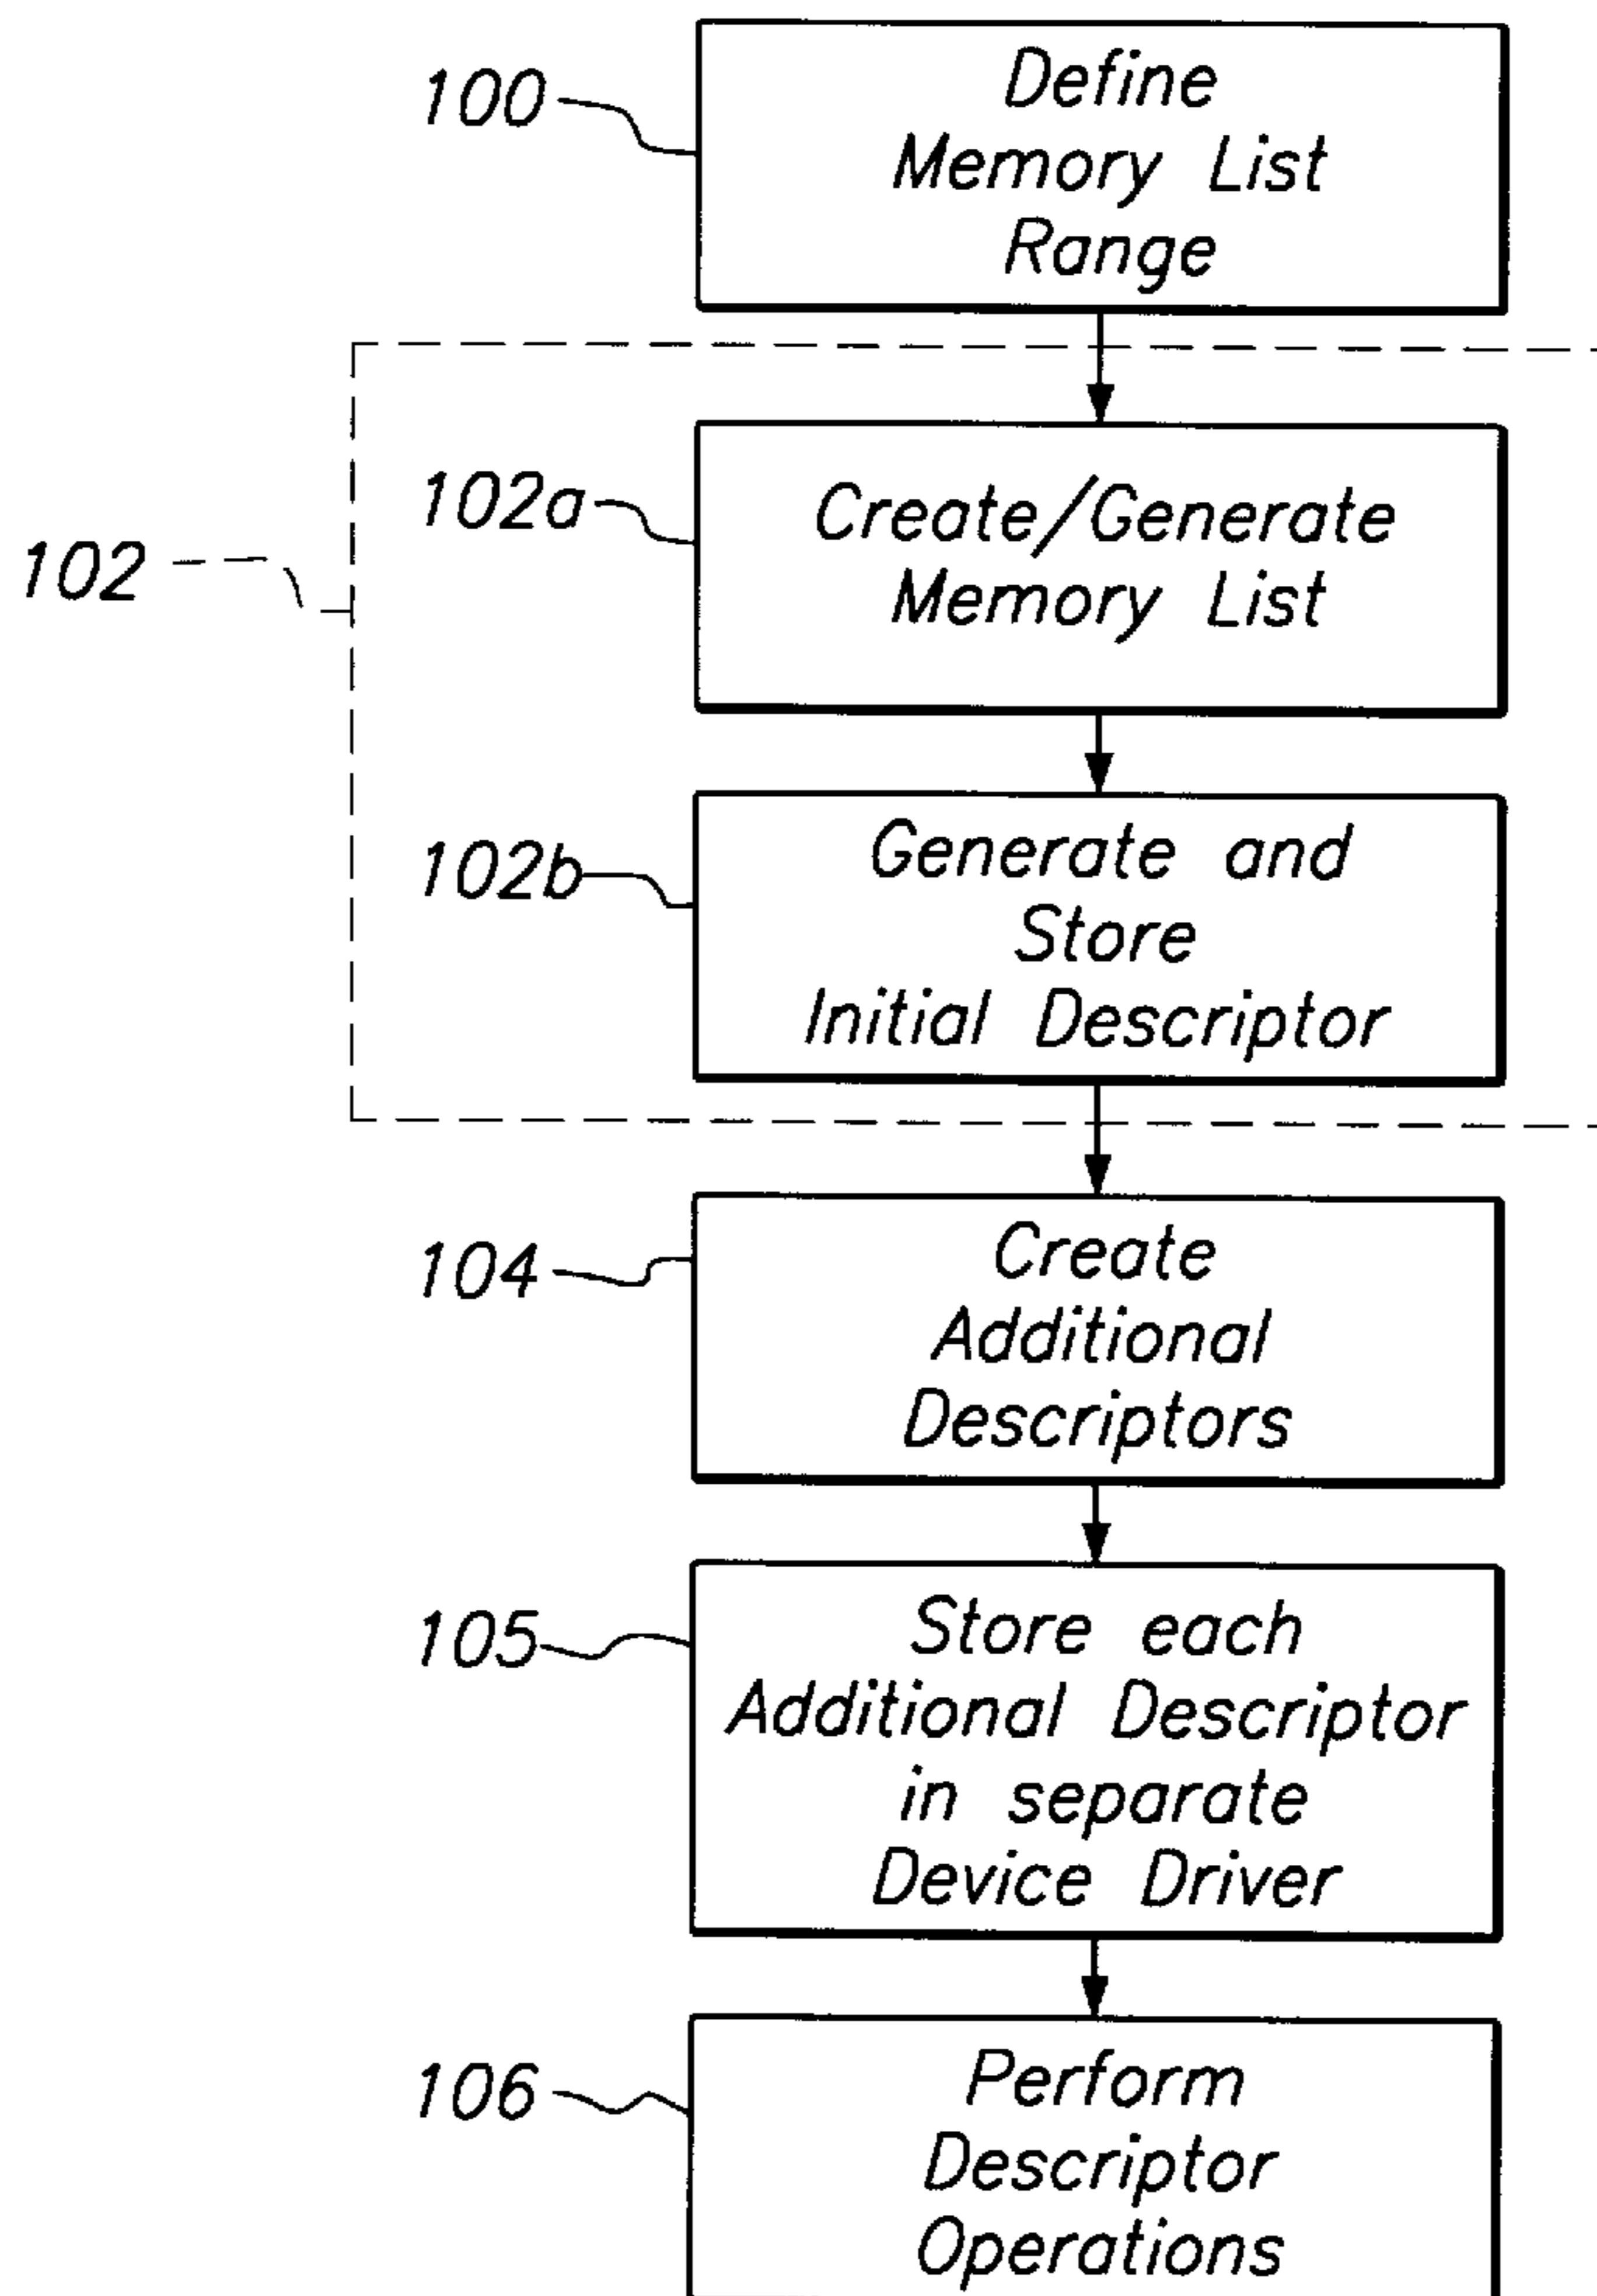 100
Define
Memory List
Range
102
102a
Create/Generate
Memory List
102b
Generate and
Store
Initial Descriptor
104
Create
Additional
Descriptors
105
Store each
Additional Descriptor
in separate
Device Driver
106
Perform
Descriptor
Operations